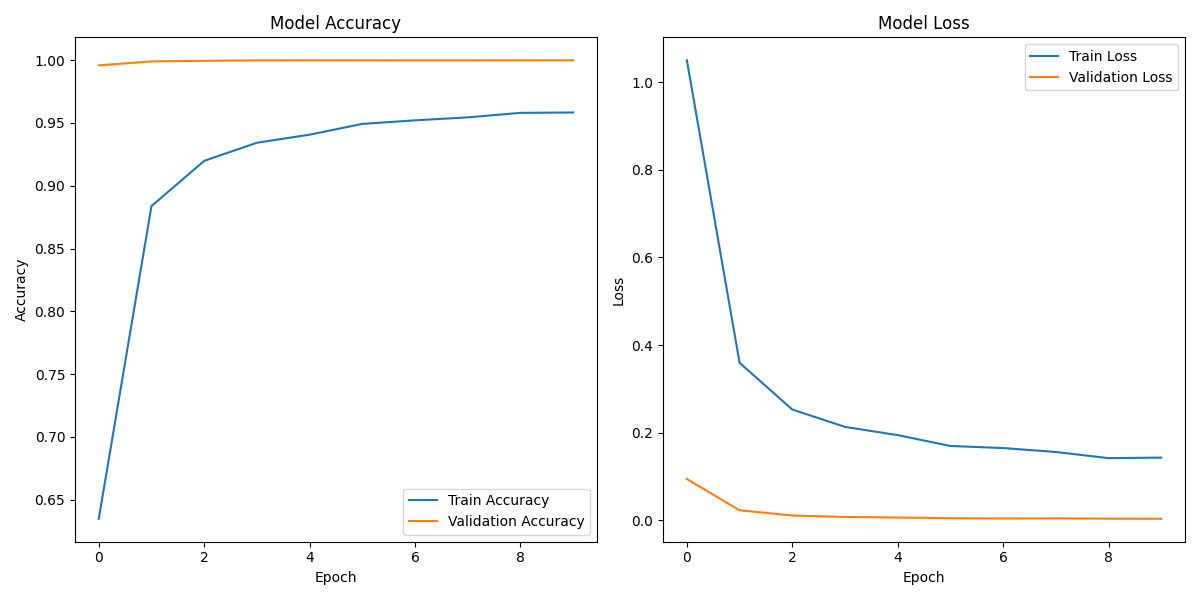 Model Accuracy
Accuracy
1.00
0.95
0.90
0.85
0.80
0.75
0.70
0.65
0 2 4 6 8
Epoch
Train Accuracy
Validation Accuracy
Model Loss
Loss
1.0
0.8
0.6
0.4
0.2
0.0
0 2 4 6 8
Epoch
Train Loss
Validation Loss